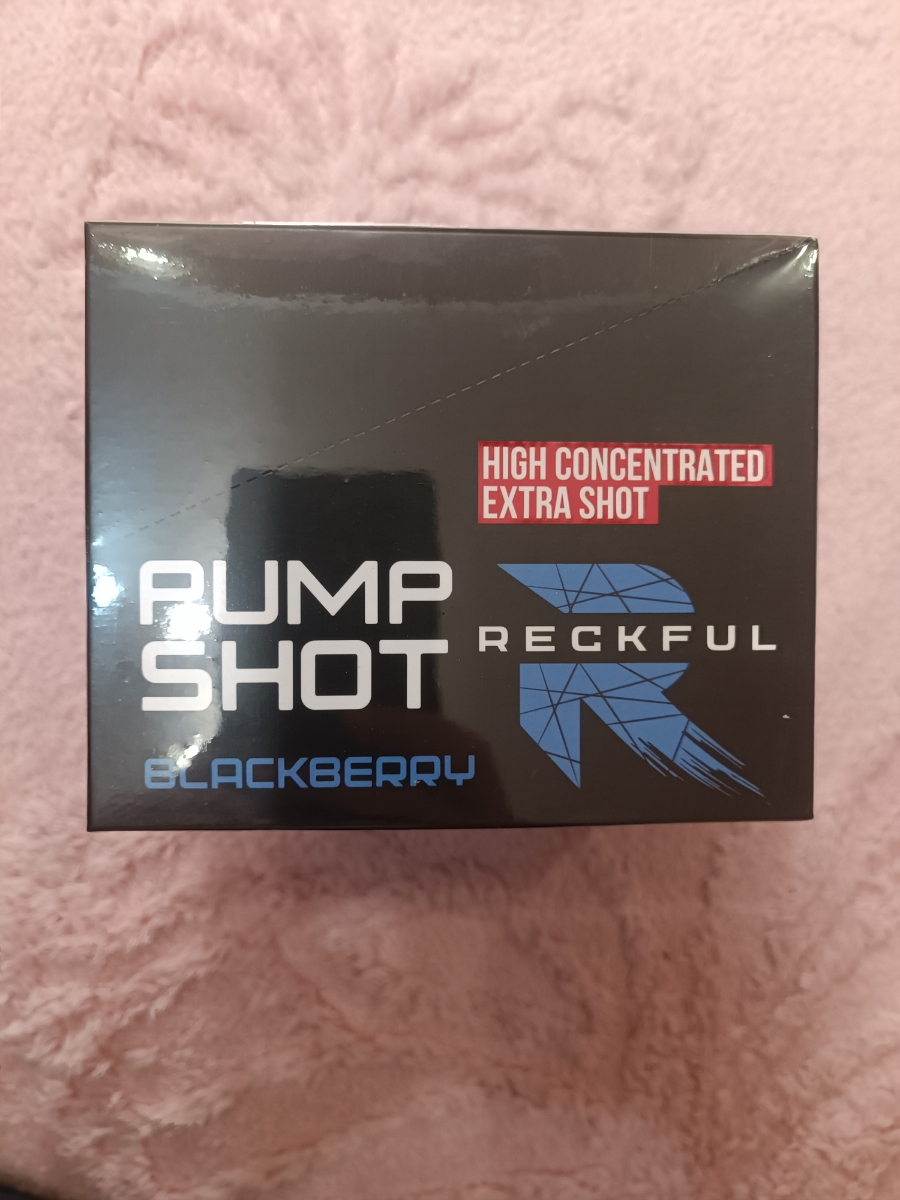 HIGH CONCENTRATED
EXTRA SHOT
PUMP
SHOT
RECKFUL
BLACKBERRY